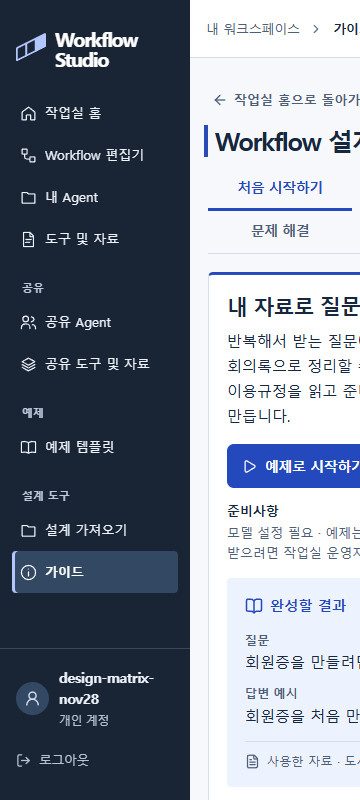 Workflow
Studio
작업실 홈
Workflow 편집기
내 Agent
도구 및 자료
공유
공유 Agent
공유 도구 및 자료
예제
예제 템플릿
설계 도구
설계 가져오기
가이드
design-matrix-
nov28
개인 계정
로그아웃
내 워크스페이스 > 가이
작업실 홈으로 돌아가
Workflow 설계
처음 시작하기
문제 해결
내 자료로 질문
반복해서 받는 질문
회의록으로 정리할
이용규정을 읽고 준
만듭니다.
예제로 시작하기
준비사항
모델 설정 필요 · 예제는
받으려면 작업실 운영자
완성할 결과
질문
회원증을 만들려면
답변 예시
회원증을 처음 만
사용한 자료 · 도서